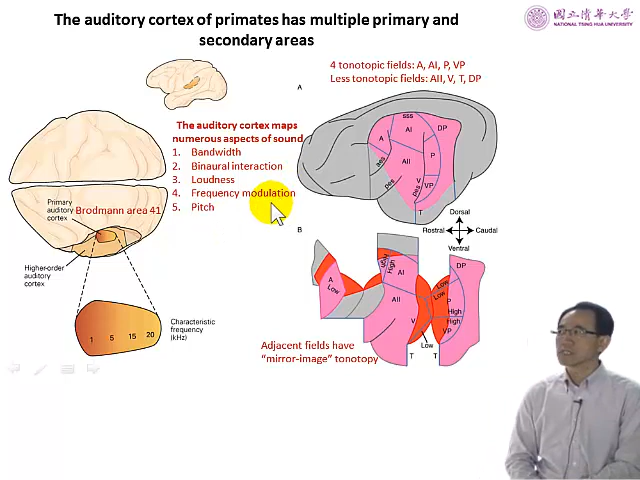 The auditory cortex of primates has multiple primary and
secondary areas
國立清華大學
NATIONAL TSING HUA UNIVERSITY
4 tonotopic fields: A, AI, P, VP
Less tonotopic fields: AII, V, T, DP
The auditory cortex maps
numerous aspects of sound
1. Bandwidth
2. Binaural interaction
3. Loudness
4. Frequency modulation
5. Pitch
Primary
auditory
cortex
Brodmann area 41
Higher-order
auditory
cortex
Characteristic
frequency
(kHz)
1 5 15 20
A
sss
AI
DP
A
AII
P
aes
pes
V
VP
pes
T
Dorsal
Rostral
Caudal
Ventral
B
A
Low
High
High
AI
AII
V
T
Low
T
Low
Low
P
High
High
VP
DP
Adjacent fields have
"mirror-image" tonotopy